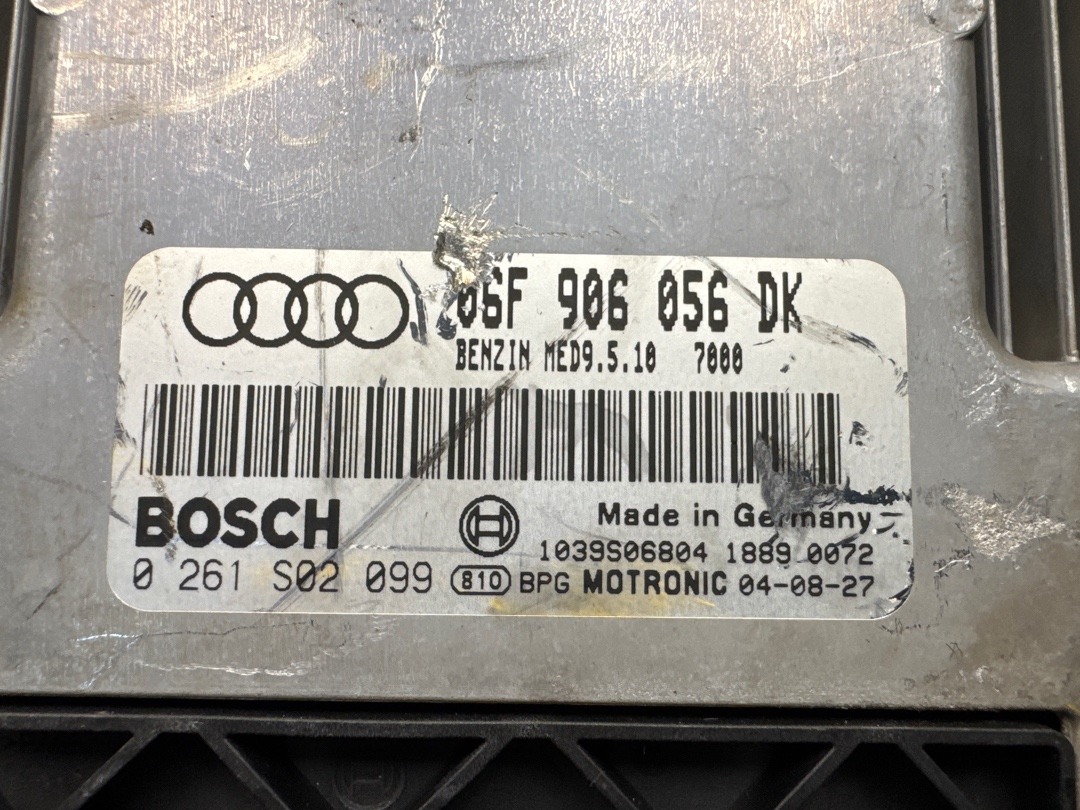 06F 906 056 DK
BENZIN MED9.5.10 7000
BOSCH
Made in Germany
1039S06804 1889 0072
0 261 S02 099 810 BPG MOTRONIC 04-08-27